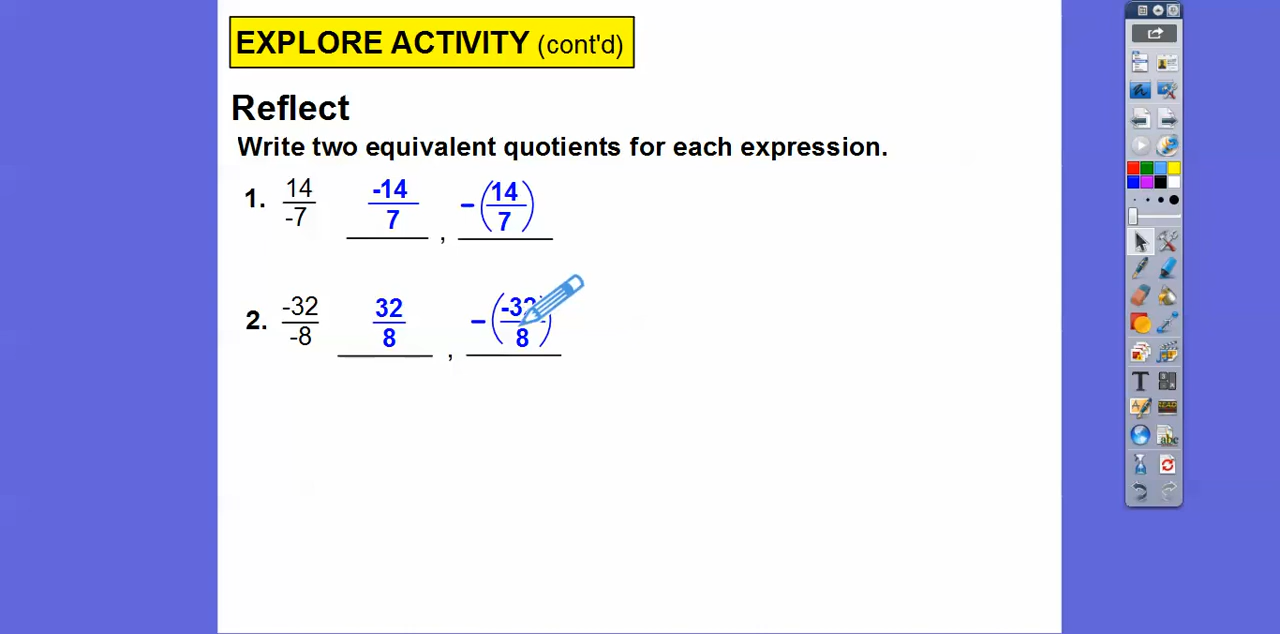 EXPLORE ACTIVITY (cont'd)
Reflect
Write two equivalent quotients for each expression.
1. 14/-7 -14/7 , -(14/7)
2. -32/-8 32/8 , -(-32/8)